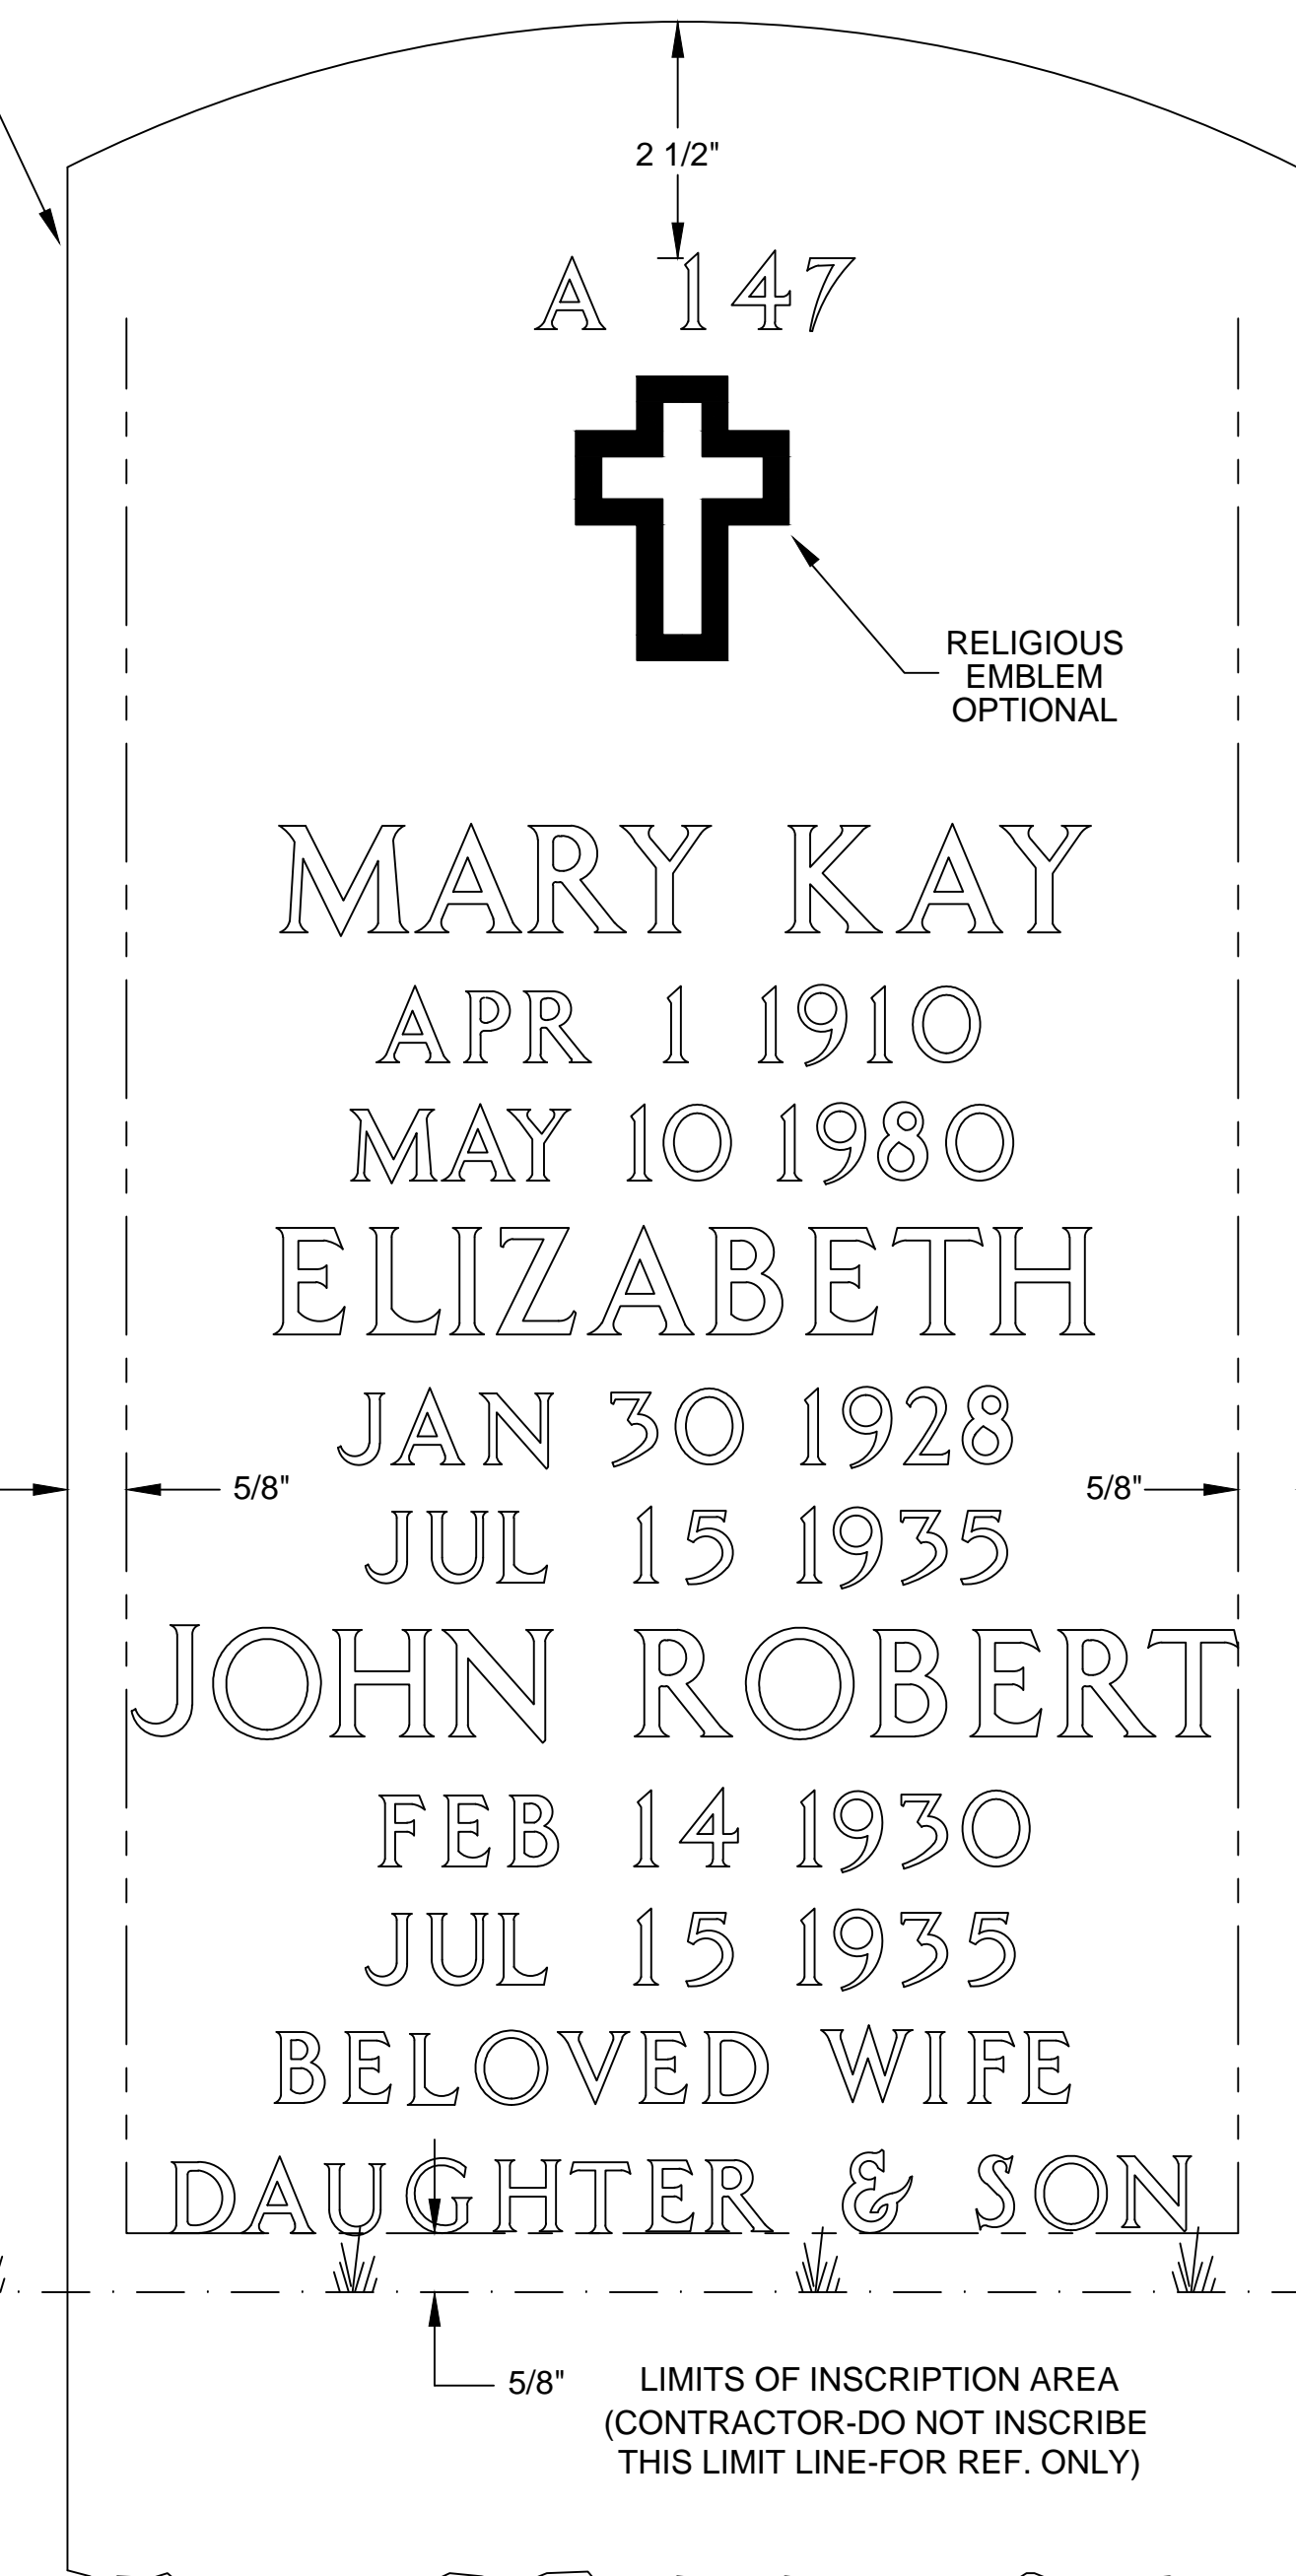 2 1/2"
A 147
RELIGIOUS
EMBLEM
OPTIONAL
MARY KAY
APR 1 1910
MAY 10 1980
ELIZABETH
JAN 30 1928
5/8" 5/8"
JUL 15 1935
JOHN ROBERT
FEB 14 1930
JUL 15 1935
BELOVED WIFE
DAUGHTER & SON
5/8"
LIMITS OF INSCRIPTION AREA
(CONTRACTOR-DO NOT INSCRIBE
THIS LIMIT LINE-FOR REF. ONLY)